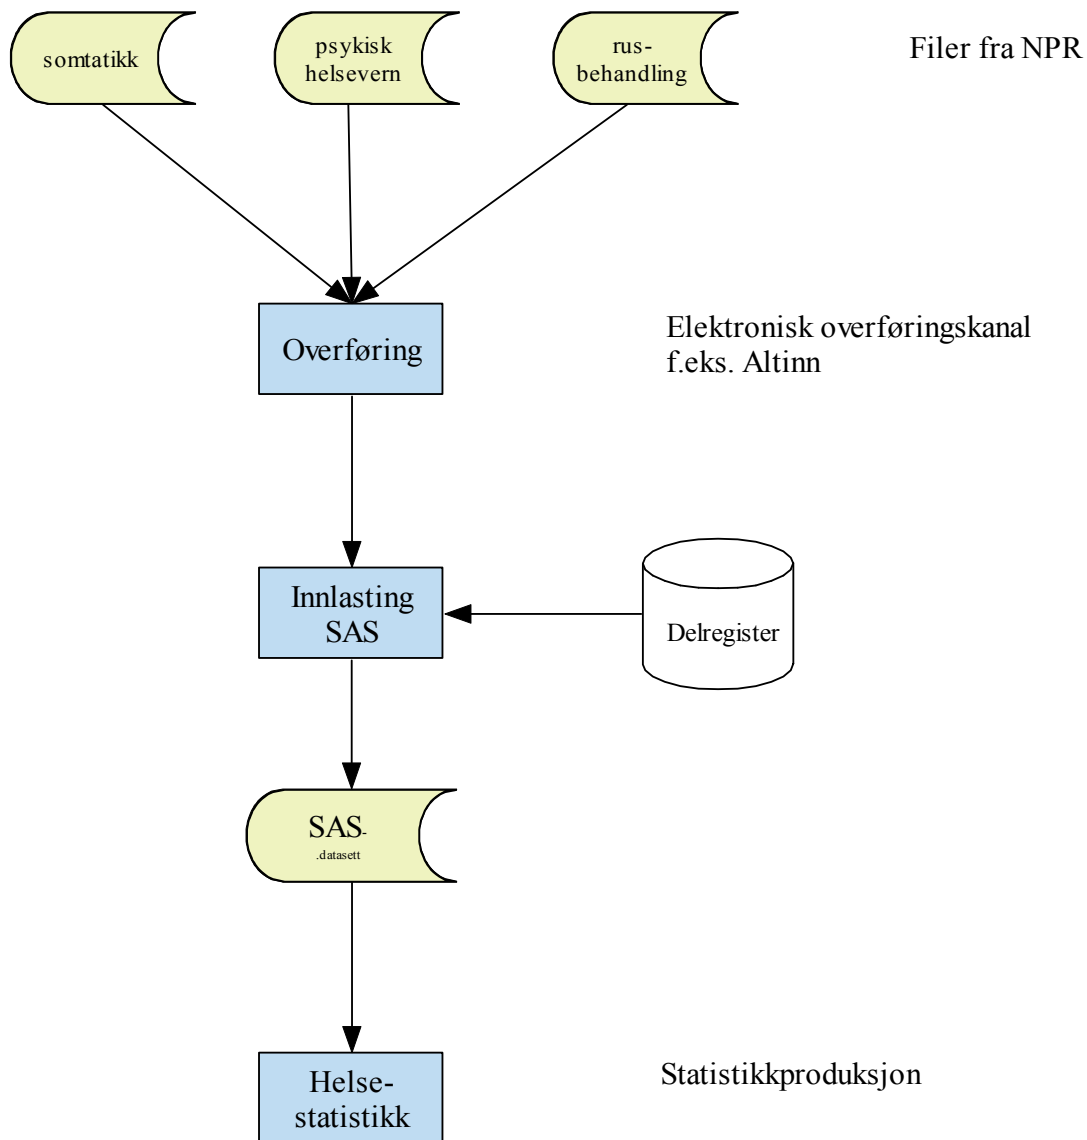 somtatikk
psykisk
helsevern
rus-
behandling
Filer fra NPR
Overføring
Elektronisk overføringskanal
f.eks. Altinn
Innlasting
SAS
Delregister
SAS-
.datasett
Helse-
statistikk
Statistikkproduksjon